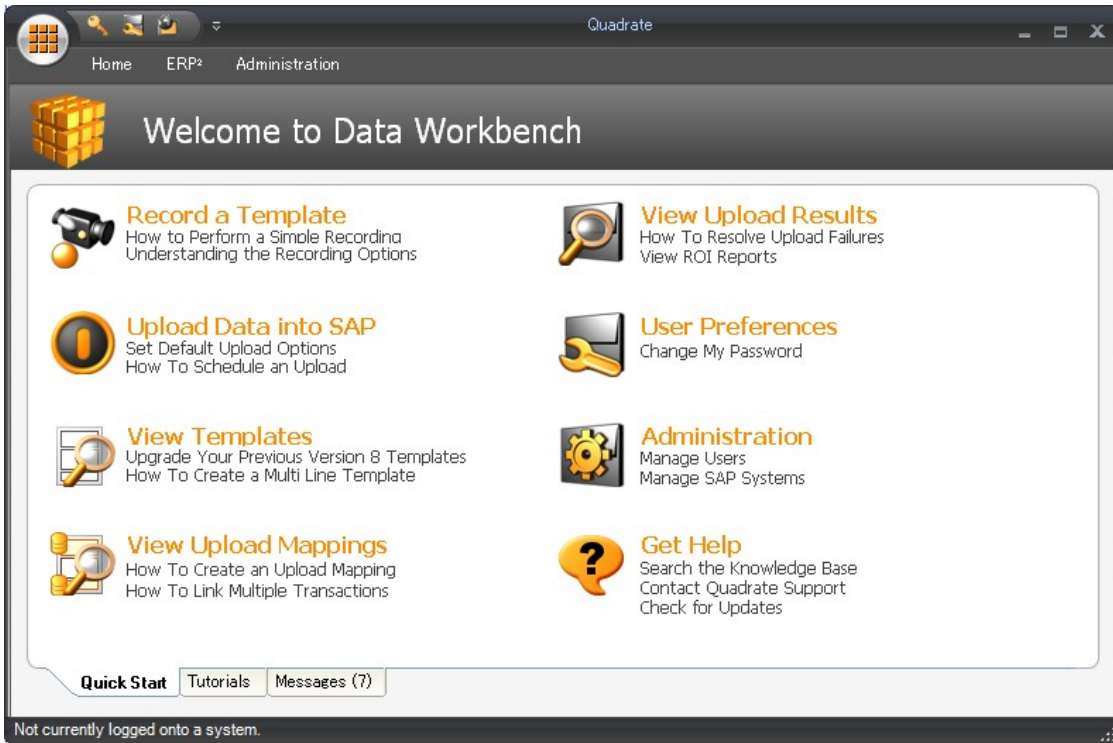 Quadrate
Home ERP² Administration
Welcome to Data Workbench
Record a Template
How to Perform a Simple Recording
Understanding the Recording Options
View Upload Results
How To Resolve Upload Failures
View ROI Reports
Upload Data into SAP
Set Default Upload Options
How To Schedule an Upload
User Preferences
Change My Password
View Templates
Upgrade Your Previous Version 8 Templates
How To Create a Multi Line Template
Administration
Manage Users
Manage SAP Systems
View Upload Mappings
How To Create an Upload Mapping
How To Link Multiple Transactions
Get Help
Search the Knowledge Base
Contact Quadrate Support
Check for Updates
Quick Start Tutorials Messages (7)
Not currently logged onto a system.